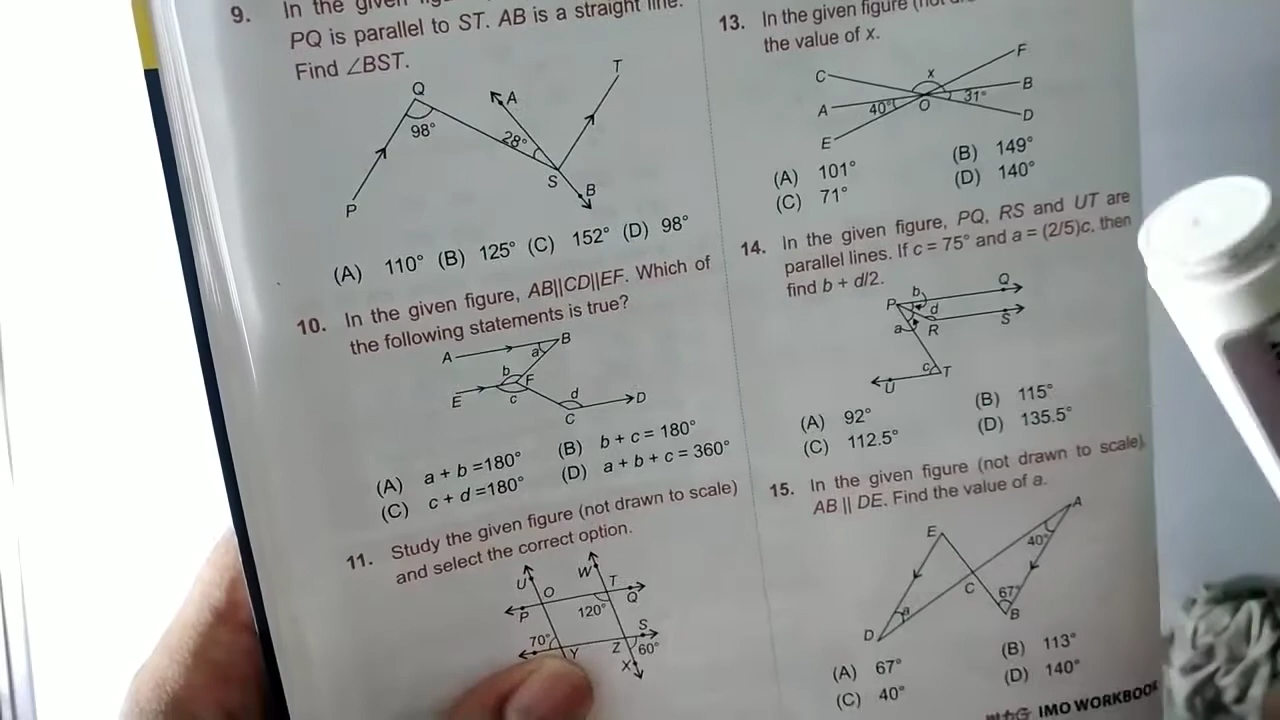 9. In the given
PQ is parallel to ST. AB is a straight line.
Find ∠BST.
Q
A
T
98°
28°
S
B
P
(A) 110° (B) 125° (C) 152° (D) 98°
10. In the given figure, AB||CD||EF. Which of
the following statements is true?
A
B
a
b
F
E
c
d
D
C
(A) a + b =180° (B) b + c = 180°
(C) c + d =180° (D) a + b + c = 360°
11. Study the given figure (not drawn to scale)
and select the correct option.
U
O
W
T
P
Q
120°
S
70°
Y
Z
60°
X
13. In the given figure (not
the value of x.
C
x
F
B
A
40°
O
31°
D
E
(A) 101° (B) 149°
(C) 71° (D) 140°
14. In the given figure, PQ, RS and UT are
parallel lines. If c = 75° and a = (2/5)c, then
find b + d/2.
P
b
Q
d
a
R
S
c
T
U
(A) 92° (B) 115°
(C) 112.5° (D) 135.5°
15. In the given figure (not drawn to scale),
AB || DE. Find the value of a.
E
A
40°
C
67°
B
a
D
(A) 67° (B) 113°
(C) 40° (D) 140°
IMO WORKBOOK